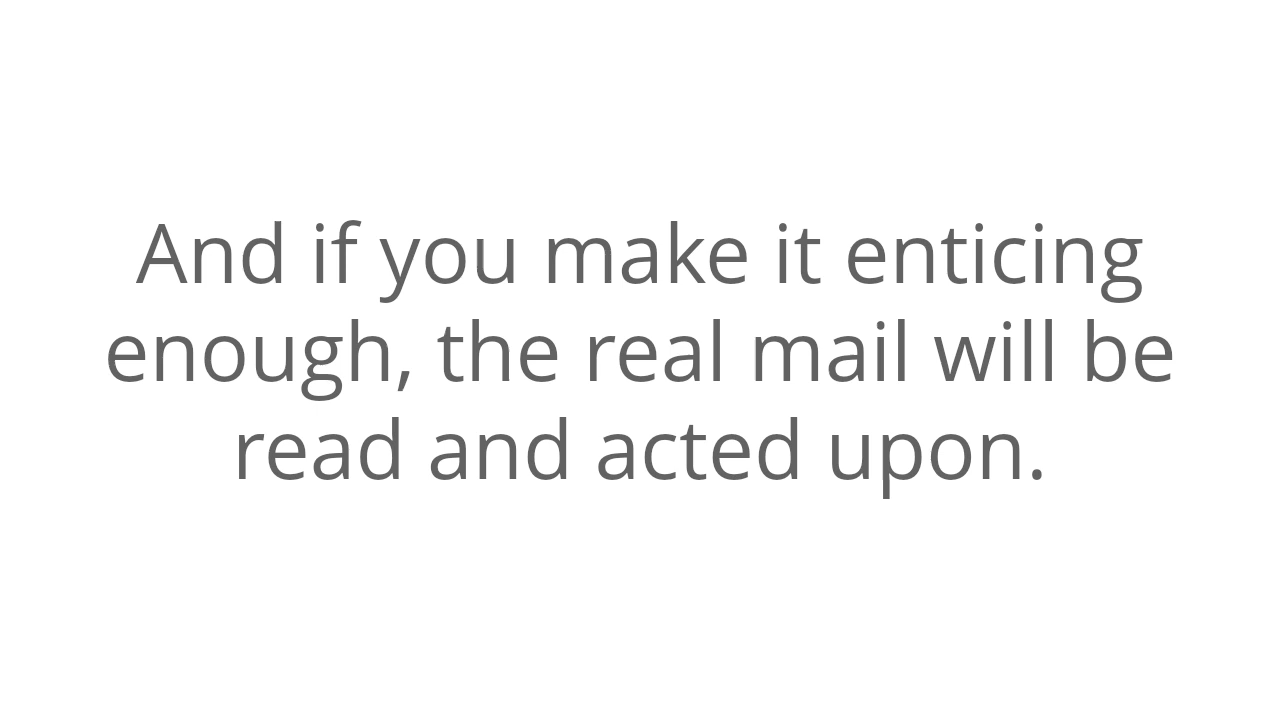 And if you make it enticing
enough, the real mail will be
read and acted upon.